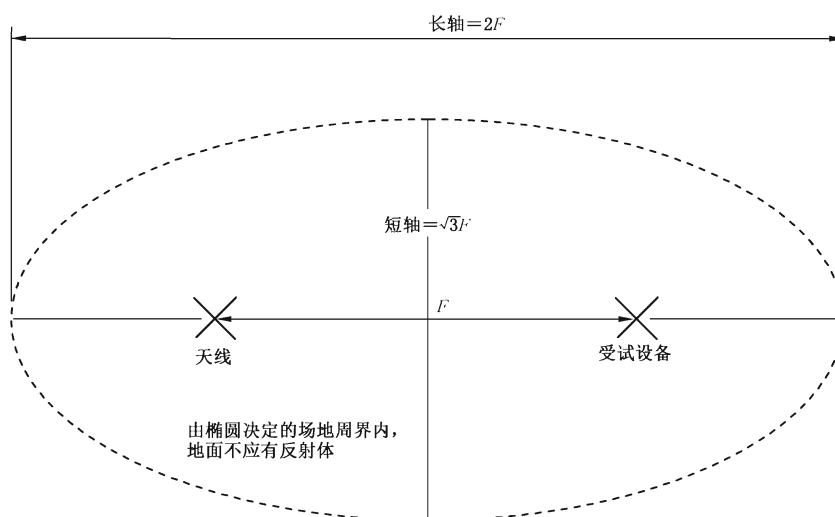 长轴=2F
短轴=√3F
F
天线
受试设备
由椭圆决定的场地周界内,
地面不应有反射体